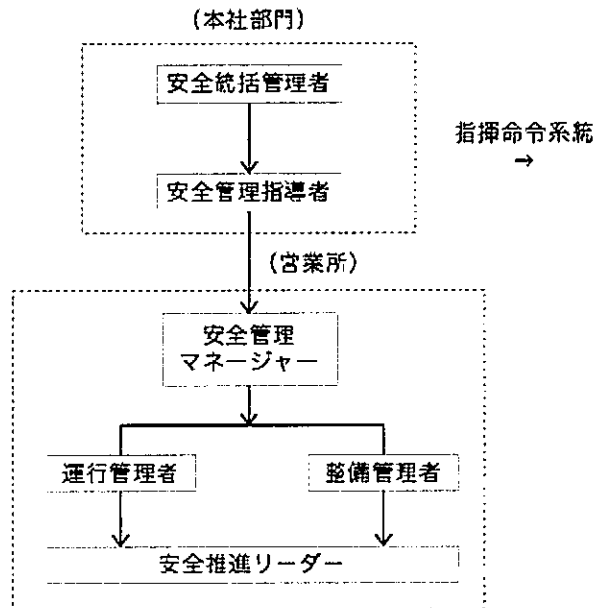 (本社部門)
安全統括管理者
指揮命令系統
→
安全管理指導者
(営業所)
安全管理
マネージャー
運行管理者
整備管理者
安全推進リーダー